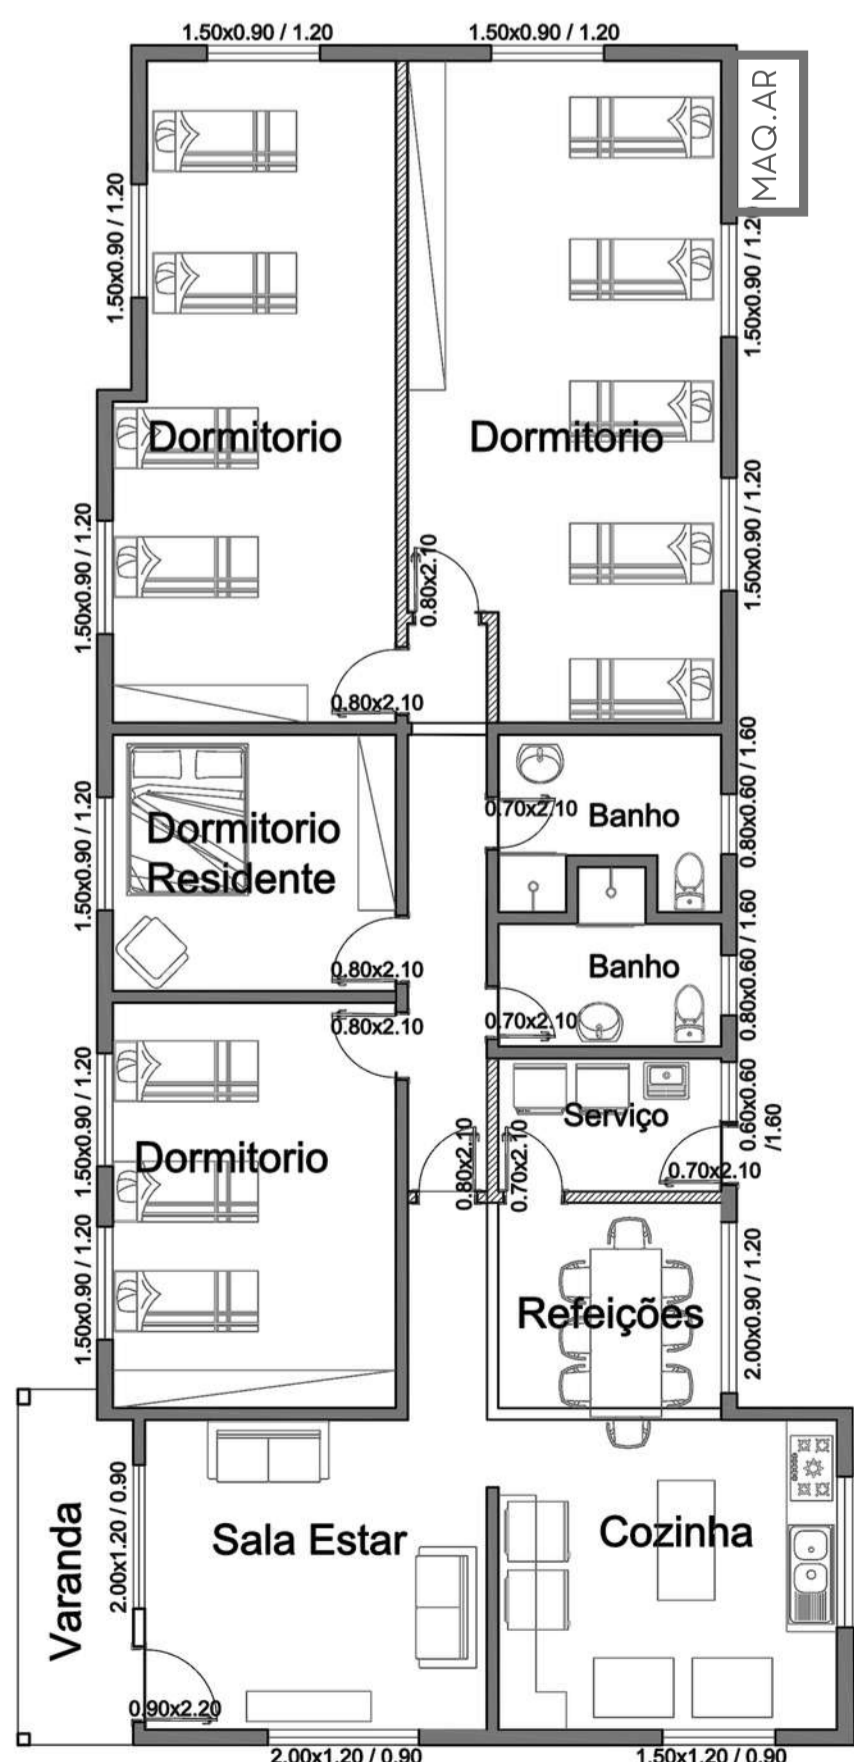 1.50x0.90 / 1.20
1.50x0.90 / 1.20
MAQ.AR
1.50x0.90 / 1.20
1.50x0.90 / 1.20
Dormitorio
Dormitorio
1.50x0.90 / 1.20
1.50x0.90 / 1.20
0.80x2.10
0.80x2.10
0.80x0.60 / 1.60
1.50x0.90 / 1.20
Dormitorio
Residente
0.70x2.10
Banho
0.80x2.10
Banho
0.80x0.60 / 1.60
0.80x2.10
0.70x2.10
1.50x0.90 / 1.20
Dormitorio
0.80x2.10
0.70x2.10
Serviço
0.70x2.10
0.60x0.60
/1.60
1.50x0.90 / 1.20
Refeições
2.00x0.90 / 1.20
Varanda
2.00x1.20 / 0.90
Sala Estar
Cozinha
0.90x2.20
2.00x1.20 / 0.90
1.50x1.20 / 0.90